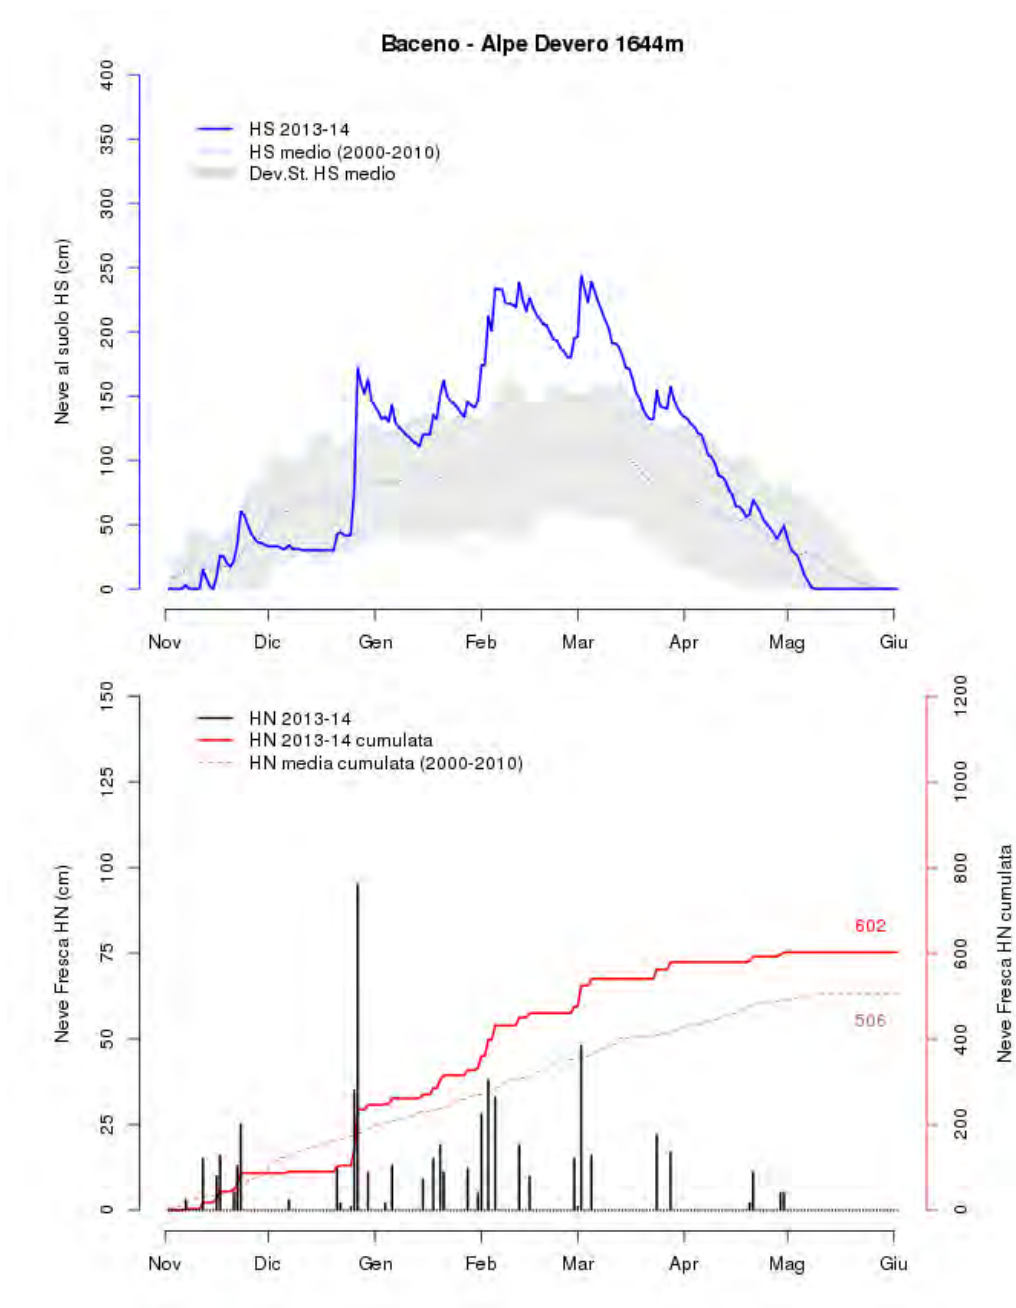 Baceno - Alpe Devero 1644m
400
350
300
250
200
150
100
50
0
Neve al suolo HS (cm)
HS 2013-14
HS medio (2000-2010)
Dev.St. HS medio
Nov Dic Gen Feb Mar Apr Mag Giu
150
125
100
75
50
25
0
Neve Fresca HN (cm)
HN 2013-14
HN 2013-14 cumulata
HN media cumulata (2000-2010)
602
506
1200
1000
800
600
400
200
0
Neve Fresca HN cumulata
Nov Dic Gen Feb Mar Apr Mag Giu